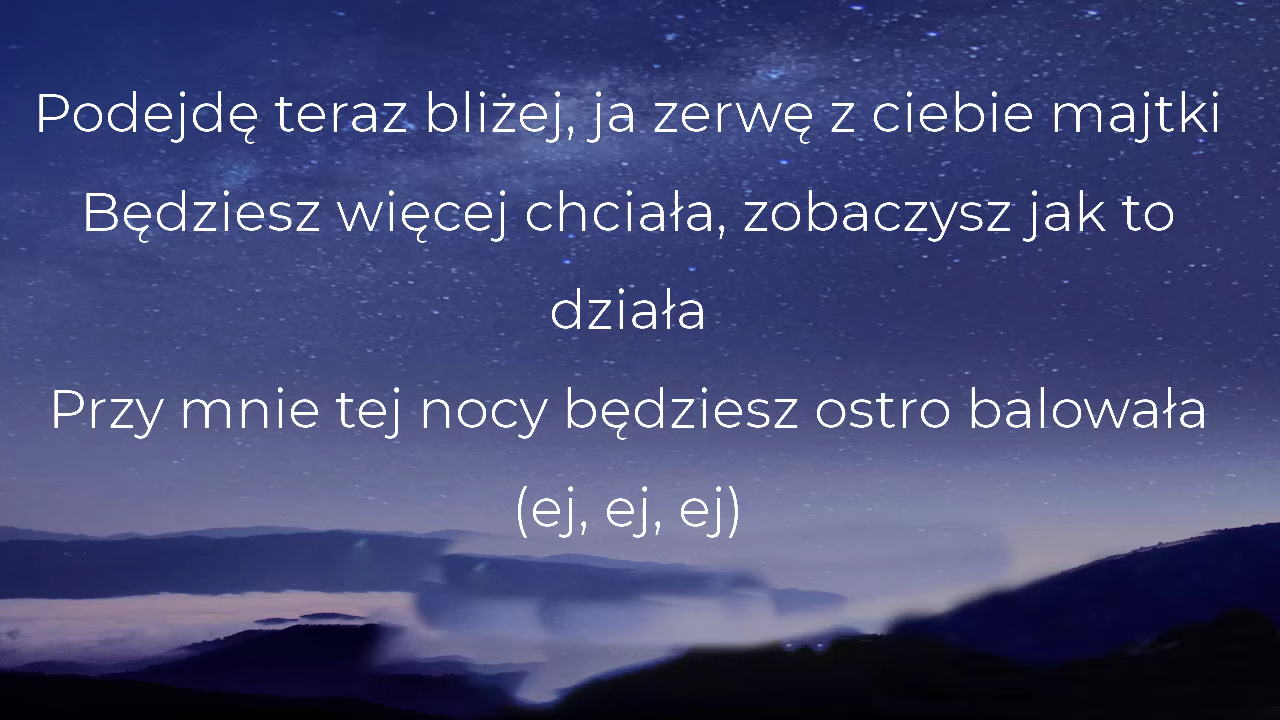 Podejdę teraz bliżej, ja zerwę z ciebie majtki
Będziesz więcej chciała, zobaczysz jak to
działa
Przy mnie tej nocy będziesz ostro balowała
(ej, ej, ej)